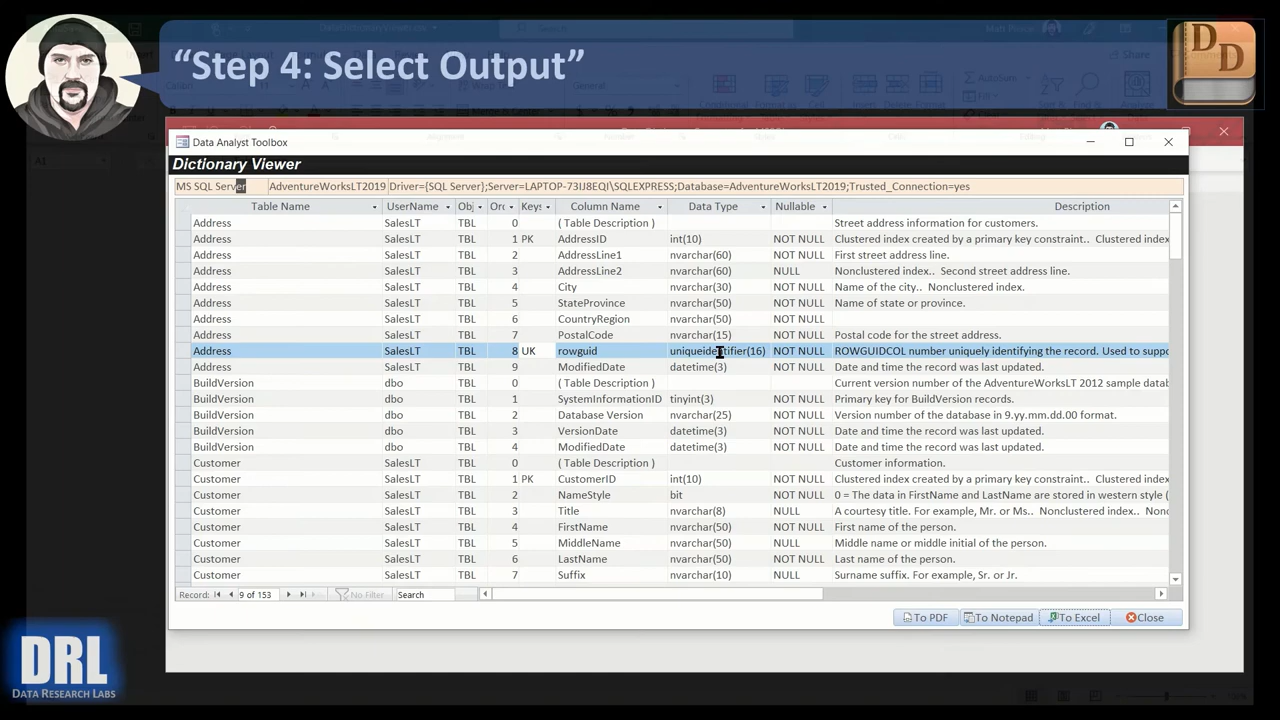 “Step 4: Select Output”
DD
Data Analyst Toolbox
Dictionary Viewer
MS SQL Server AdventureWorksLT2019 Driver={SQL Server};Server=LAPTOP-73IJ8EQI\SQLEXPRESS;Database=AdventureWorksLT2019;Trusted_Connection=yes
Table Name UserName Obj Orc Keys Column Name Data Type Nullable Description
Address SalesLT TBL 0 ( Table Description ) Street address information for customers.
Address SalesLT TBL 1 PK AddressID int(10) NOT NULL Clustered index created by a primary key constraint.. Clustered index
Address SalesLT TBL 2 AddressLine1 nvarchar(60) NOT NULL First street address line.
Address SalesLT TBL 3 AddressLine2 nvarchar(60) NULL Nonclustered index.. Second street address line.
Address SalesLT TBL 4 City nvarchar(30) NOT NULL Name of the city.. Nonclustered index.
Address SalesLT TBL 5 StateProvince nvarchar(50) NOT NULL Name of state or province.
Address SalesLT TBL 6 CountryRegion nvarchar(50) NOT NULL
Address SalesLT TBL 7 PostalCode nvarchar(15) NOT NULL Postal code for the street address.
Address SalesLT TBL 8 UK rowguid uniqueidentifier(16) NOT NULL ROWGUIDCOL number uniquely identifying the record. Used to suppo
Address SalesLT TBL 9 ModifiedDate datetime(3) NOT NULL Date and time the record was last updated.
BuildVersion dbo TBL 0 ( Table Description ) Current version number of the AdventureWorksLT 2012 sample datab
BuildVersion dbo TBL 1 SystemInformationID tinyint(3) NOT NULL Primary key for BuildVersion records.
BuildVersion dbo TBL 2 Database Version nvarchar(25) NOT NULL Version number of the database in 9.yy.mm.dd.00 format.
BuildVersion dbo TBL 3 VersionDate datetime(3) NOT NULL Date and time the record was last updated.
BuildVersion dbo TBL 4 ModifiedDate datetime(3) NOT NULL Date and time the record was last updated.
Customer SalesLT TBL 0 ( Table Description ) Customer information.
Customer SalesLT TBL 1 PK CustomerID int(10) NOT NULL Clustered index created by a primary key constraint.. Clustered index
Customer SalesLT TBL 2 NameStyle bit NOT NULL 0 = The data in FirstName and LastName are stored in western style (
Customer SalesLT TBL 3 Title nvarchar(8) NULL A courtesy title. For example, Mr. or Ms.. Nonclustered index.. Nonc
Customer SalesLT TBL 4 FirstName nvarchar(50) NOT NULL First name of the person.
Customer SalesLT TBL 5 MiddleName nvarchar(50) NULL Middle name or middle initial of the person.
Customer SalesLT TBL 6 LastName nvarchar(50) NOT NULL Last name of the person.
Customer SalesLT TBL 7 Suffix nvarchar(10) NULL Surname suffix. For example, Sr. or Jr.
Record: 9 of 153 No Filter Search
To PDF To Notepad To Excel Close
DRL
DATA RESEARCH LABS